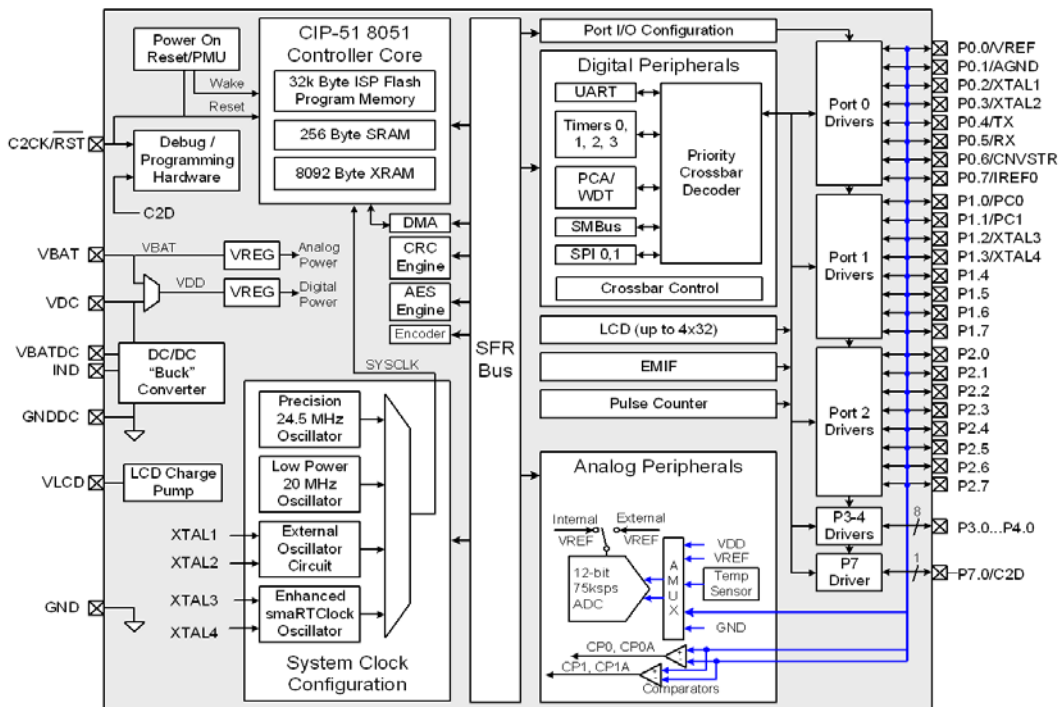 Power On
Reset/PMU
Wake
Reset
C2CK/RST
Debug /
Programming
Hardware
C2D
VBAT
VBAT
VREG
Analog
Power
VDC
VDD
VREG
Digital
Power
VBATDC
IND
DC/DC
"Buck"
Converter
GNDDC
VLCD
LCD Charge
Pump
XTAL1
XTAL2
XTAL3
XTAL4
GND
CIP-51 8051
Controller Core
32k Byte ISP Flash
Program Memory
256 Byte SRAM
8092 Byte XRAM
DMA
CRC
Engine
AES
Engine
Encoder
SYSCLK
Precision
24.5 MHz
Oscillator
Low Power
20 MHz
Oscillator
External
Oscillator
Circuit
Enhanced
smaRTClock
Oscillator
System Clock
Configuration
SFR
Bus
Port I/O Configuration
Digital Peripherals
UART
Timers 0,
1, 2, 3
PCA/
WDT
SMBus
SPI 0,1
Priority
Crossbar
Decoder
Crossbar Control
LCD (up to 4x32)
EMIF
Pulse Counter
Analog Peripherals
Internal
VREF
External
VREF
12-bit
75ksps
ADC
AMUX
VDD
VREF
Temp
Sensor
GND
CP0, CP0A
CP1, CP1A
+
-
+
-
Comparators
Port 0
Drivers
Port 1
Drivers
Port 2
Drivers
P3-4
Drivers
P7
Driver
8
1
P0.0/VREF
P0.1/AGND
P0.2/XTAL1
P0.3/XTAL2
P0.4/TX
P0.5/RX
P0.6/CNVSTR
P0.7/IREF0
P1.0/PC0
P1.1/PC1
P1.2/XTAL3
P1.3/XTAL4
P1.4
P1.5
P1.6
P1.7
P2.0
P2.1
P2.2
P2.3
P2.4
P2.5
P2.6
P2.7
P3.0...P4.0
P7.0/C2D